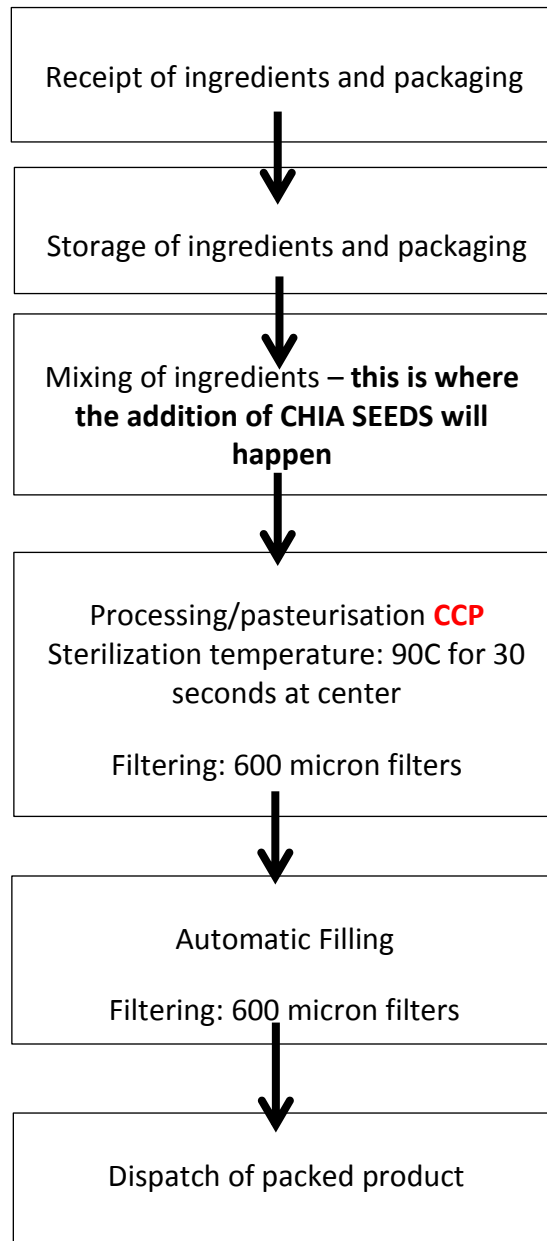 Receipt of ingredients and packaging
Storage of ingredients and packaging
Mixing of ingredients – this is where
the addition of CHIA SEEDS will
happen
Processing/pasteurisation CCP
Sterilization temperature: 90C for 30
seconds at center
Filtering: 600 micron filters
Automatic Filling
Filtering: 600 micron filters
Dispatch of packed product